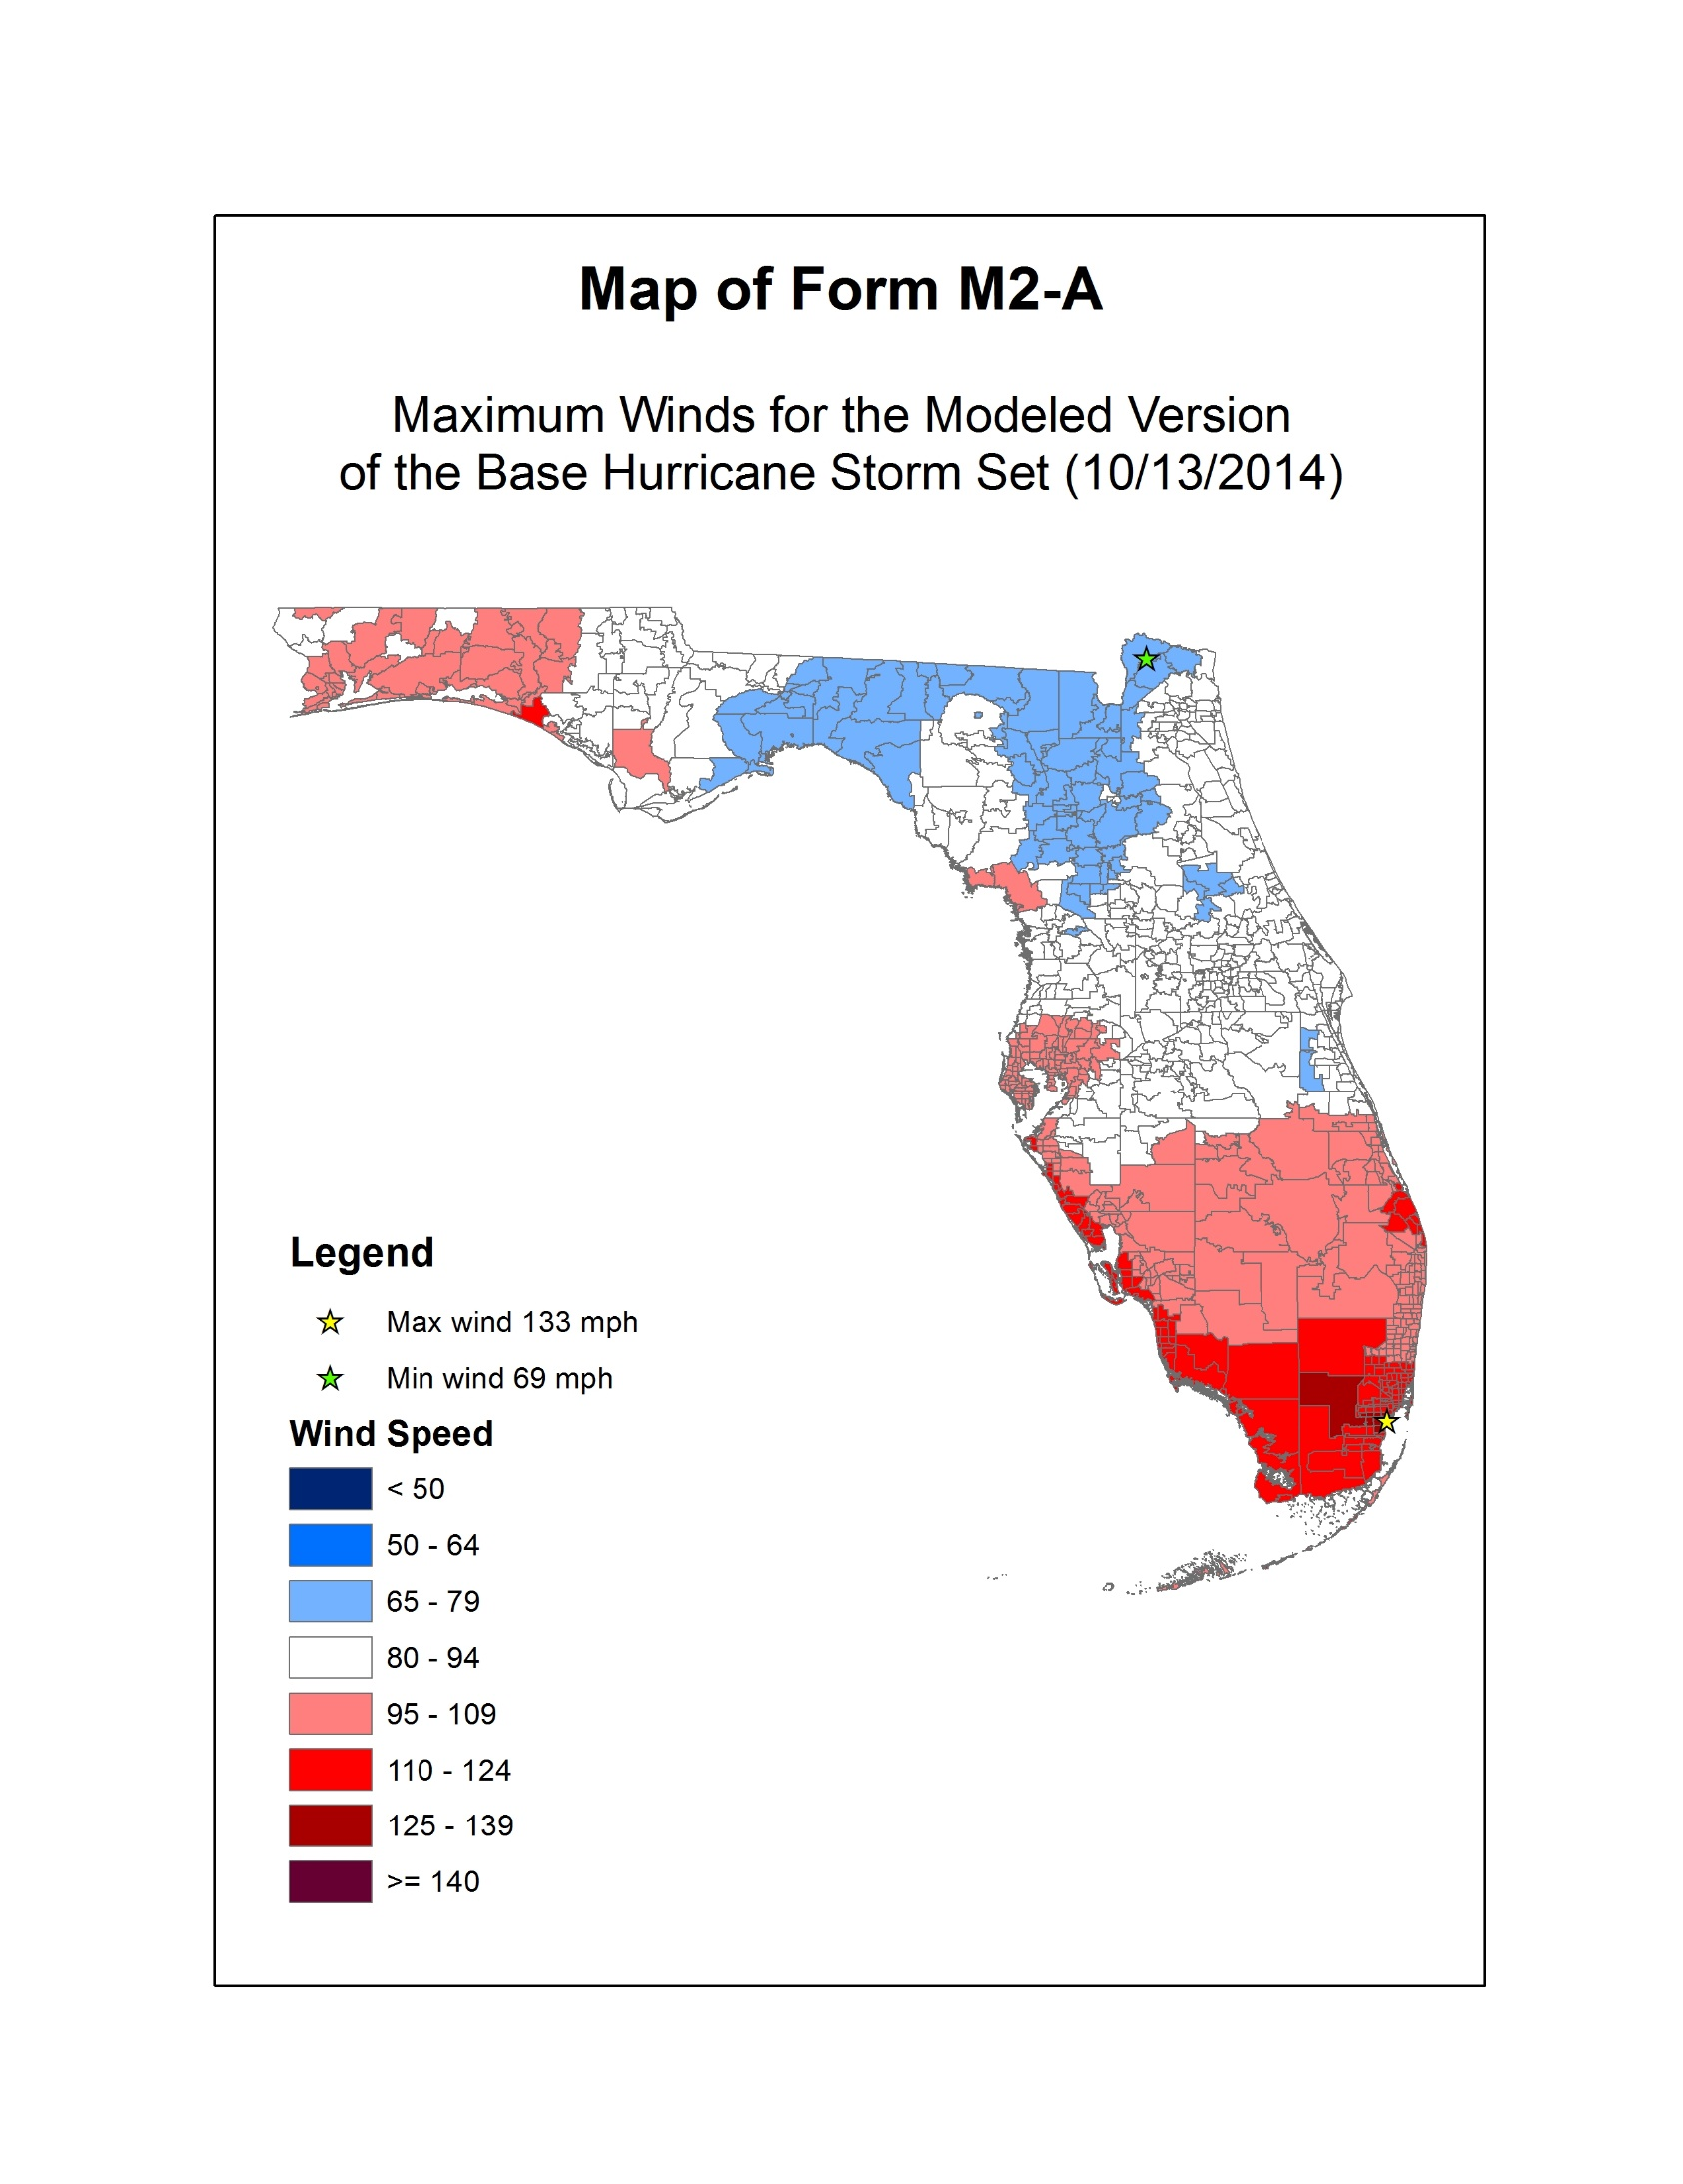 Map of Form M2-A
Maximum Winds for the Modeled Version
of the Base Hurricane Storm Set (10/13/2014)
Legend
Max wind 133 mph
Min wind 69 mph
Wind Speed
< 50
50 - 64
65 - 79
80 - 94
95 - 109
110 - 124
125 - 139
>= 140